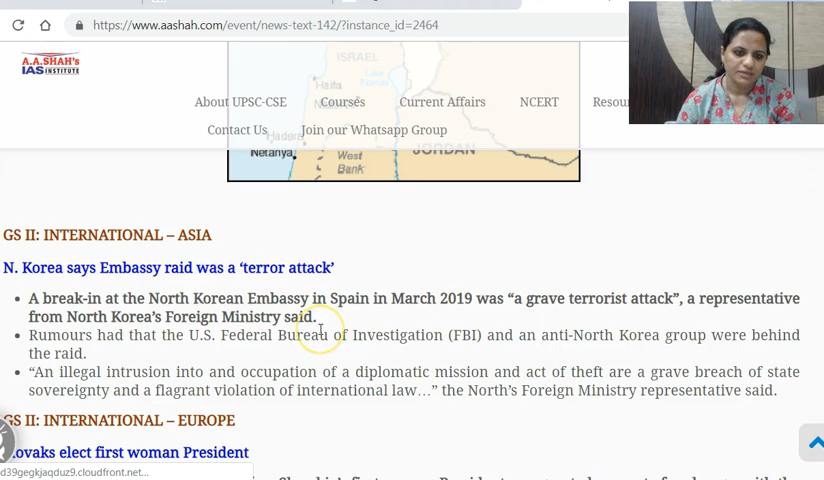 https://www.aashah.com/event/news-text-142/?instance_id=2464
A.A.SHAH's
IAS INSTITUTE
ISRAEL
Haifa
About UPSC-CSE Courses Current Affairs NCERT
Contact Us Join our Whatsapp Group
Netanya
West
Bank
JORDAN
GS II: INTERNATIONAL – ASIA
N. Korea says Embassy raid was a ‘terror attack’
• A break-in at the North Korean Embassy in Spain in March 2019 was “a grave terrorist attack”, a representative
from North Korea’s Foreign Ministry said.
• Rumours had that the U.S. Federal Bureau of Investigation (FBI) and an anti-North Korea group were behind
the raid.
• “An illegal intrusion into and occupation of a diplomatic mission and act of theft are a grave breach of state
sovereignty and a flagrant violation of international law…” the North’s Foreign Ministry representative said.
GS II: INTERNATIONAL – EUROPE
ovaks elect first woman President
d39gegkjaqduz9.cloudfront.net...